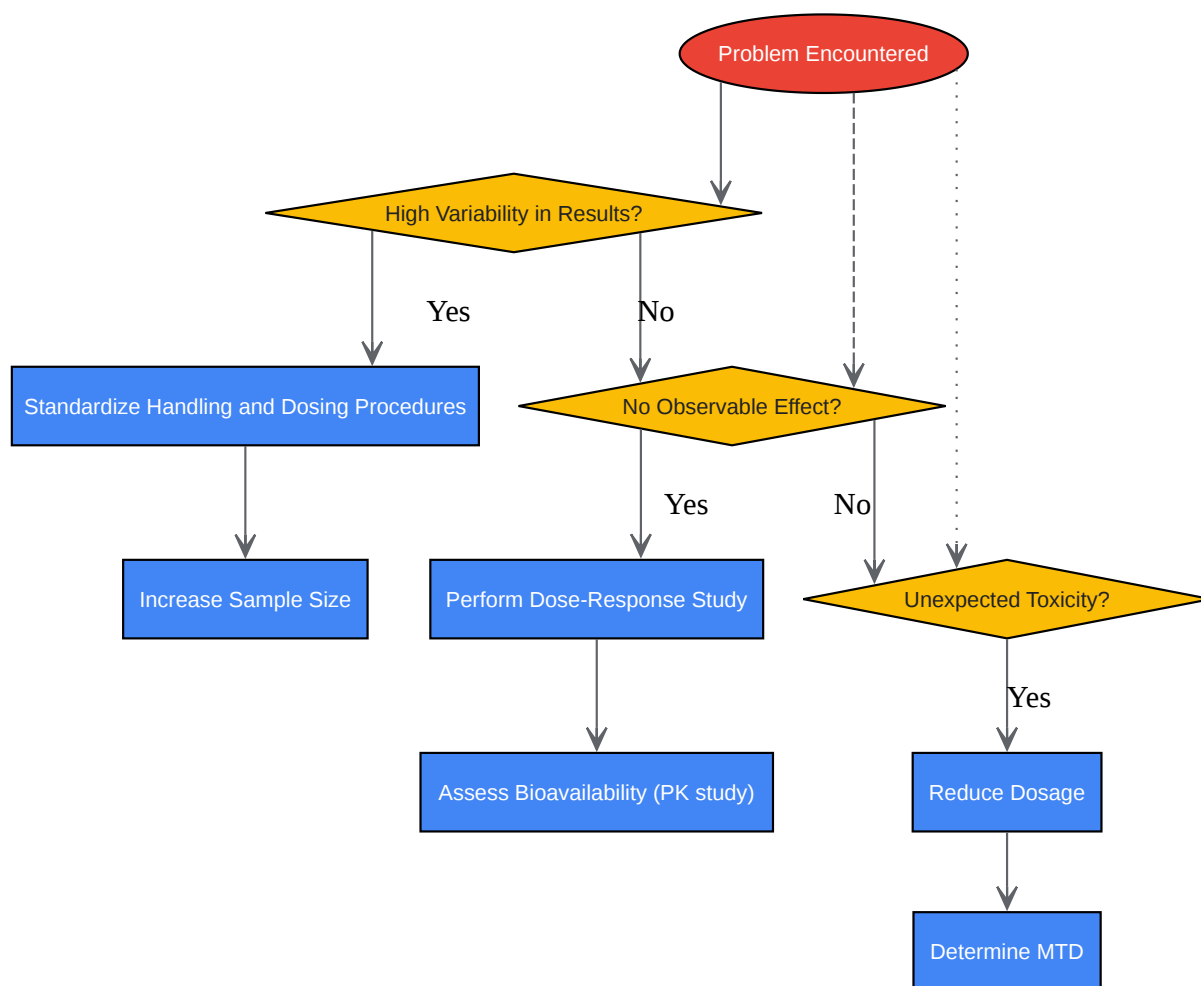 Problem Encountered
High Variability in Results?
Yes
No
Standardize Handling and Dosing Procedures
No Observable Effect?
Yes
No
Increase Sample Size
Perform Dose-Response Study
Unexpected Toxicity?
Yes
Assess Bioavailability (PK study)
Reduce Dosage
Determine MTD